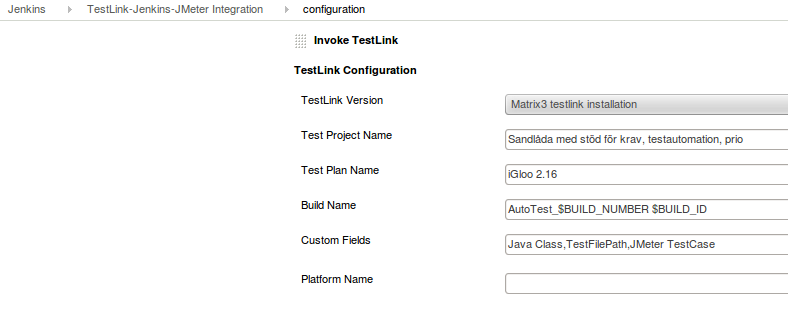 Jenkins TestLink-Jenkins-JMeter Integration configuration
Invoke TestLink
TestLink Configuration
TestLink Version Matrix3 testlink installation
Test Project Name Sandlåda med stöd för krav, testautomation, prio
Test Plan Name iGloo 2.16
Build Name AutoTest_$BUILD_NUMBER $BUILD_ID
Custom Fields Java Class,TestFilePath,JMeter TestCase
Platform Name